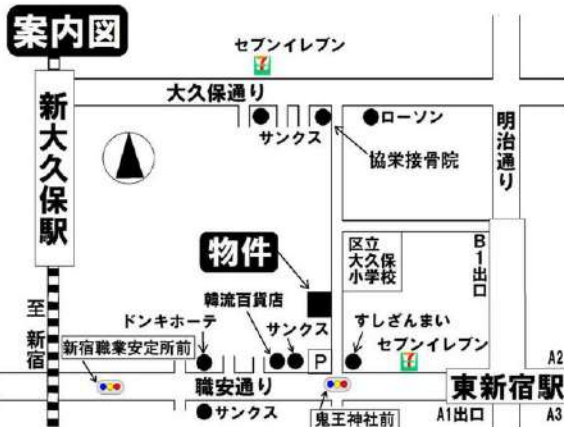 案内図
セブンイレブン
7
大久保通り
新大久保駅
サンクス
ローソン
協栄接骨院
明治通り
物件
区立
大久保
小学校
B1出口
至新宿
韓流百貨店
ドンキホーテ
サンクス
すしざんまい
新宿職業安定所前
P
セブンイレブン
7
A2
職安通り
東新宿駅
サンクス
鬼王神社前
A1出口
A3